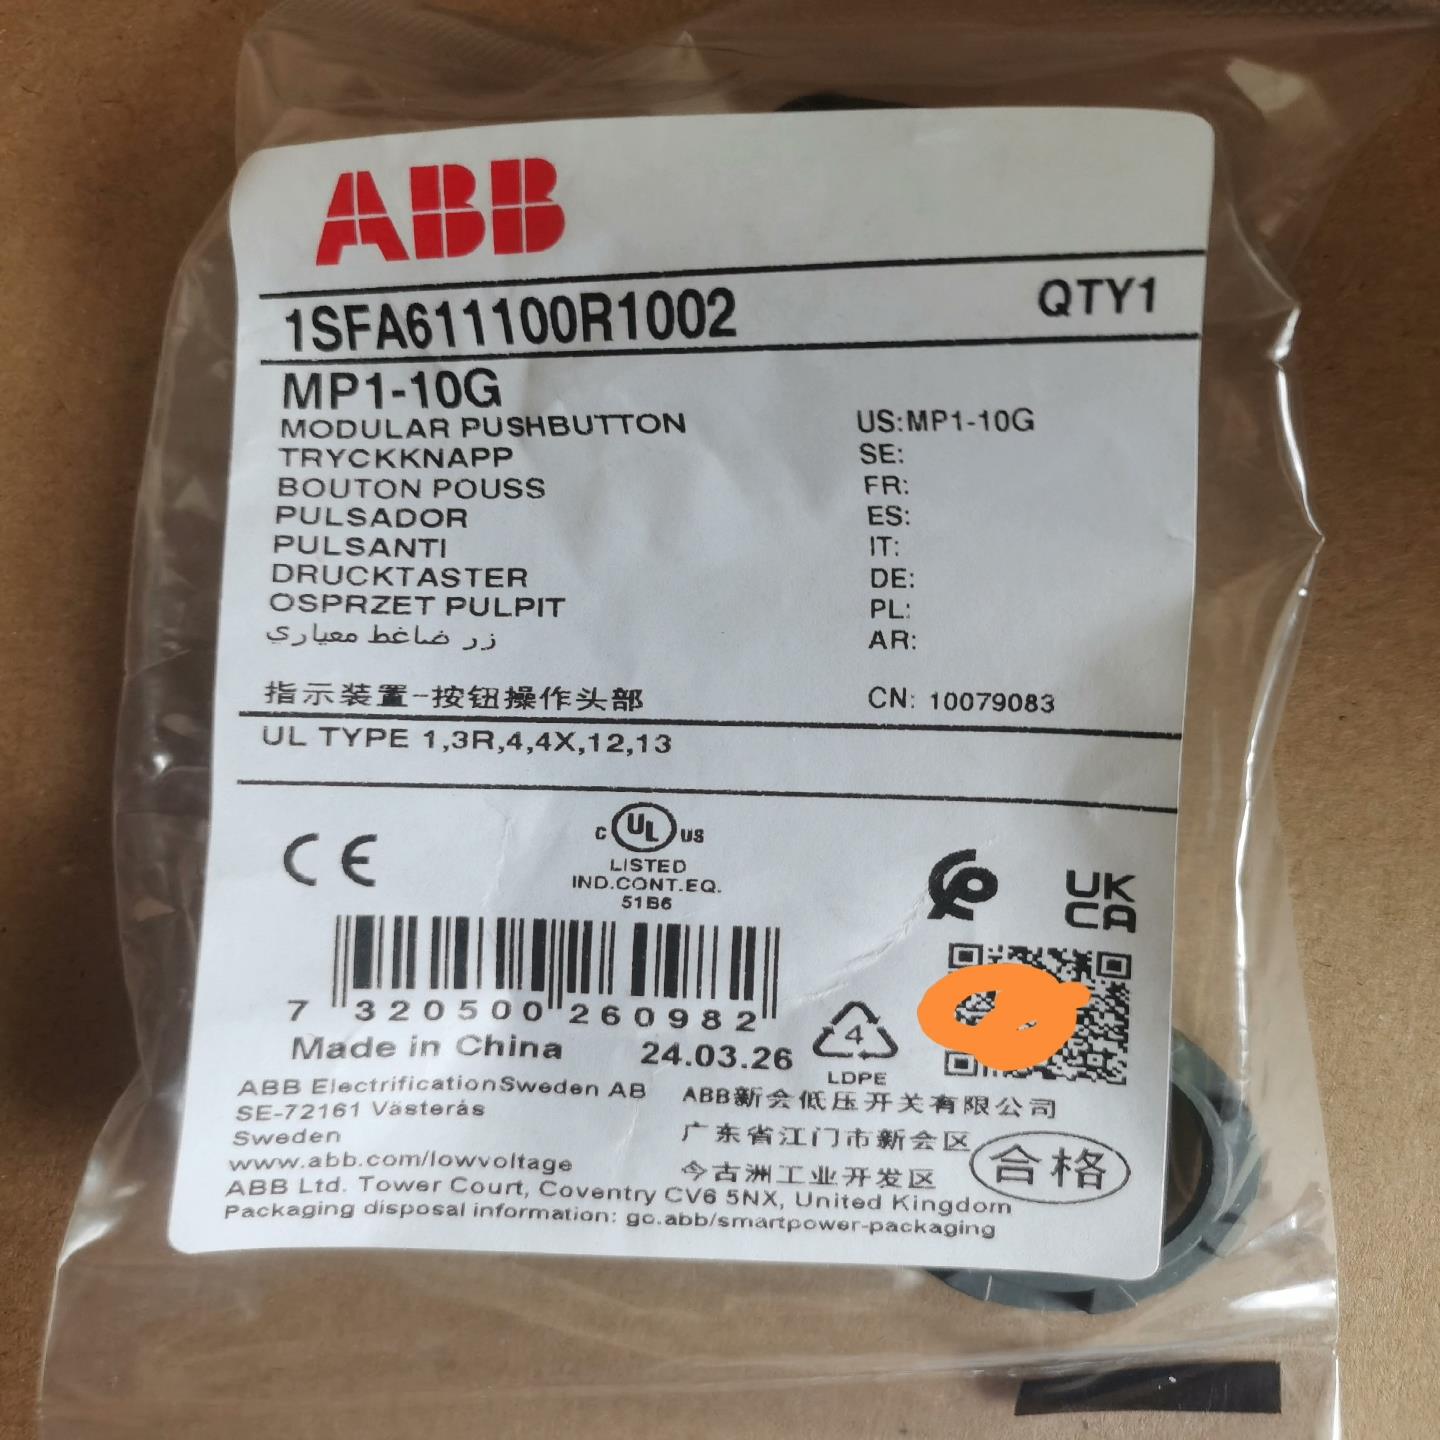 ABB
1SFA611100R1002 QTY1
MP1-10G
MODULAR PUSHBUTTON US:MP1-10G
TRYCKKNAPP SE:
BOUTON POUSS FR:
PULSADOR ES:
PULSANTI IT:
DRUCKTASTER DE:
OSPRZET PULPIT PL:
زر ضاغط معياري AR:
指示装置-按钮操作头部 CN: 10079083
UL TYPE 1,3R,4,4X,12,13
CE
C UL US
LISTED
IND.CONT.EQ.
51B6
UK
CA
7 320500 260982
4
LDPE
Made in China 24.03.26
ABB ElectrificationSweden AB
SE-72161 Västerås
Sweden
www.abb.com/lowvoltage
ABB新会低压开关有限公司
广东省江门市新会区
今古洲工业开发区
合格
ABB Ltd. Tower Court, Coventry CV6 5NX, United Kingdom
Packaging disposal information: go.abb/smartpower-packaging